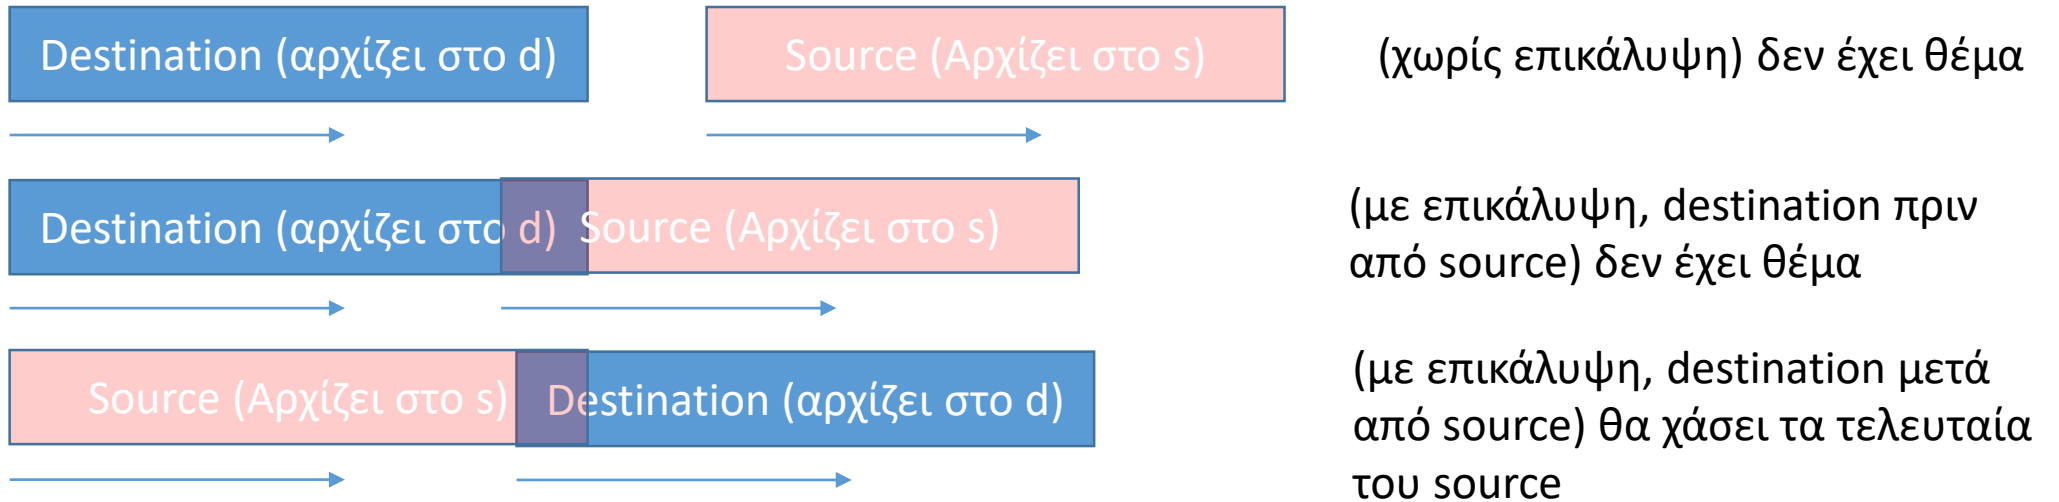 Destination (αρχίζει στο d)
Source (Αρχίζει στο s)
(χωρίς επικάλυψη) δεν έχει θέμα
Destination (αρχίζει στο d)
Source (Αρχίζει στο s)
(με επικάλυψη, destination πριν
από source) δεν έχει θέμα
Source (Αρχίζει στο s)
Destination (αρχίζει στο d)
(με επικάλυψη, destination μετά
από source) θα χάσει τα τελευταία
του source